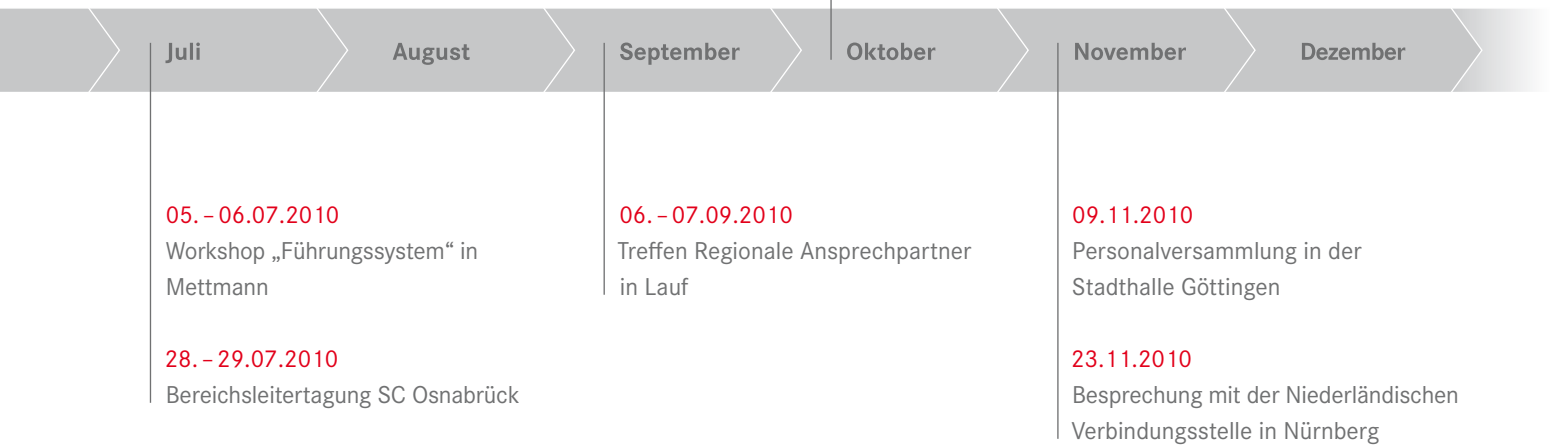 Juli August September Oktober November Dezember
05. – 06.07.2010
Workshop „Führungssystem“ in
Mettmann
28. – 29.07.2010
Bereichsleitertagung SC Osnabrück
06. – 07.09.2010
Treffen Regionale Ansprechpartner
in Lauf
09.11.2010
Personalversammlung in der
Stadthalle Göttingen
23.11.2010
Besprechung mit der Niederländischen
Verbindungsstelle in Nürnberg